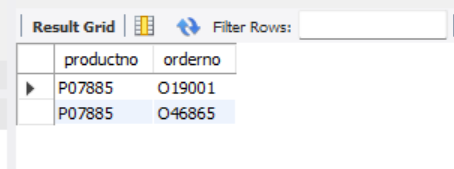 Result Grid Filter Rows:
productno orderno
P07885 O19001
P07885 O46865